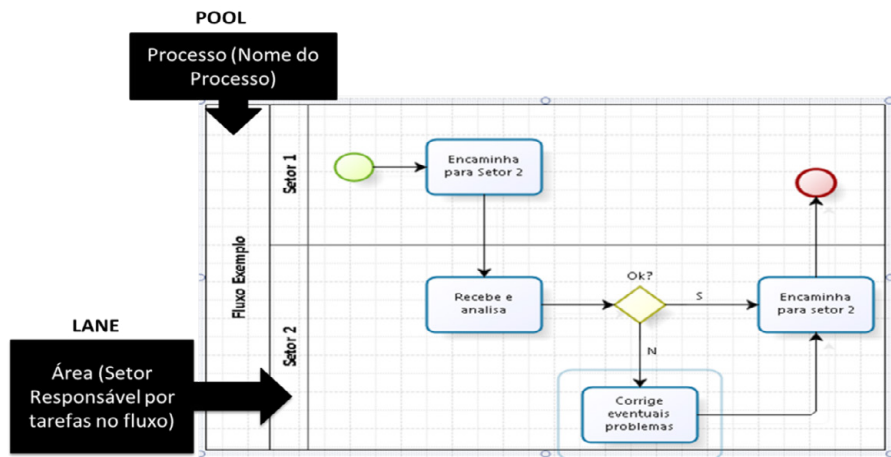 POOL
Processo (Nome do
Processo)
Setor 1
Encaminha
para Setor 2
Fluxo Exemplo
Setor 2
Recebe e
analisa
Ok?
S
N
Encaminha
para setor 2
Corrige
eventuais
problemas
LANE
Área (Setor
Responsável por
tarefas no fluxo)